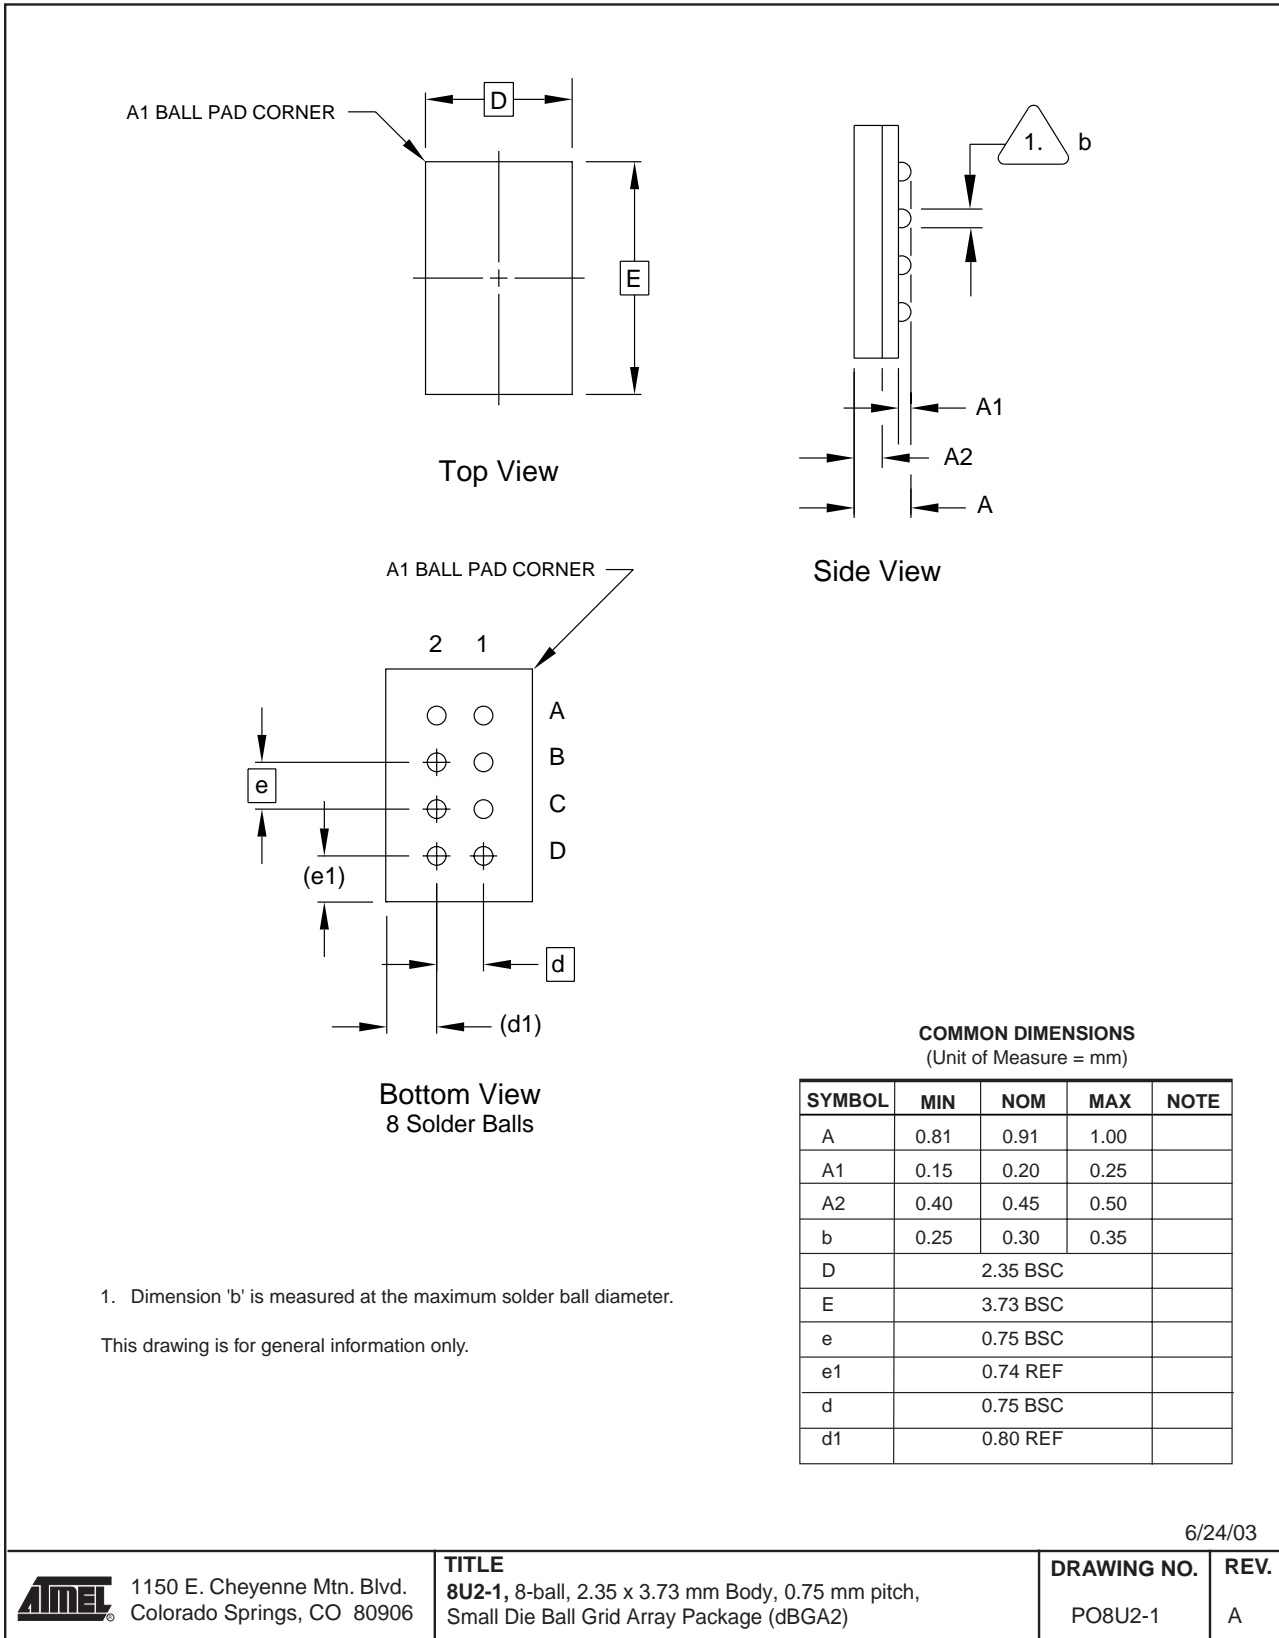 A1 BALL PAD CORNER
D
E
Top View
1. b
A1
A2
A
Side View
A1 BALL PAD CORNER
2 1
A
B
C
D
e
(e1)
d
(d1)
Bottom View
8 Solder Balls
COMMON DIMENSIONS
(Unit of Measure = mm)
SYMBOL MIN NOM MAX NOTE
A 0.81 0.91 1.00
A1 0.15 0.20 0.25
A2 0.40 0.45 0.50
b 0.25 0.30 0.35
D 2.35 BSC
E 3.73 BSC
e 0.75 BSC
e1 0.74 REF
d 0.75 BSC
d1 0.80 REF
1. Dimension 'b' is measured at the maximum solder ball diameter.
This drawing is for general information only.
6/24/03
ATMEL ®
1150 E. Cheyenne Mtn. Blvd.
Colorado Springs, CO 80906
TITLE
8U2-1, 8-ball, 2.35 x 3.73 mm Body, 0.75 mm pitch,
Small Die Ball Grid Array Package (dBGA2)
DRAWING NO.
PO8U2-1
REV.
A